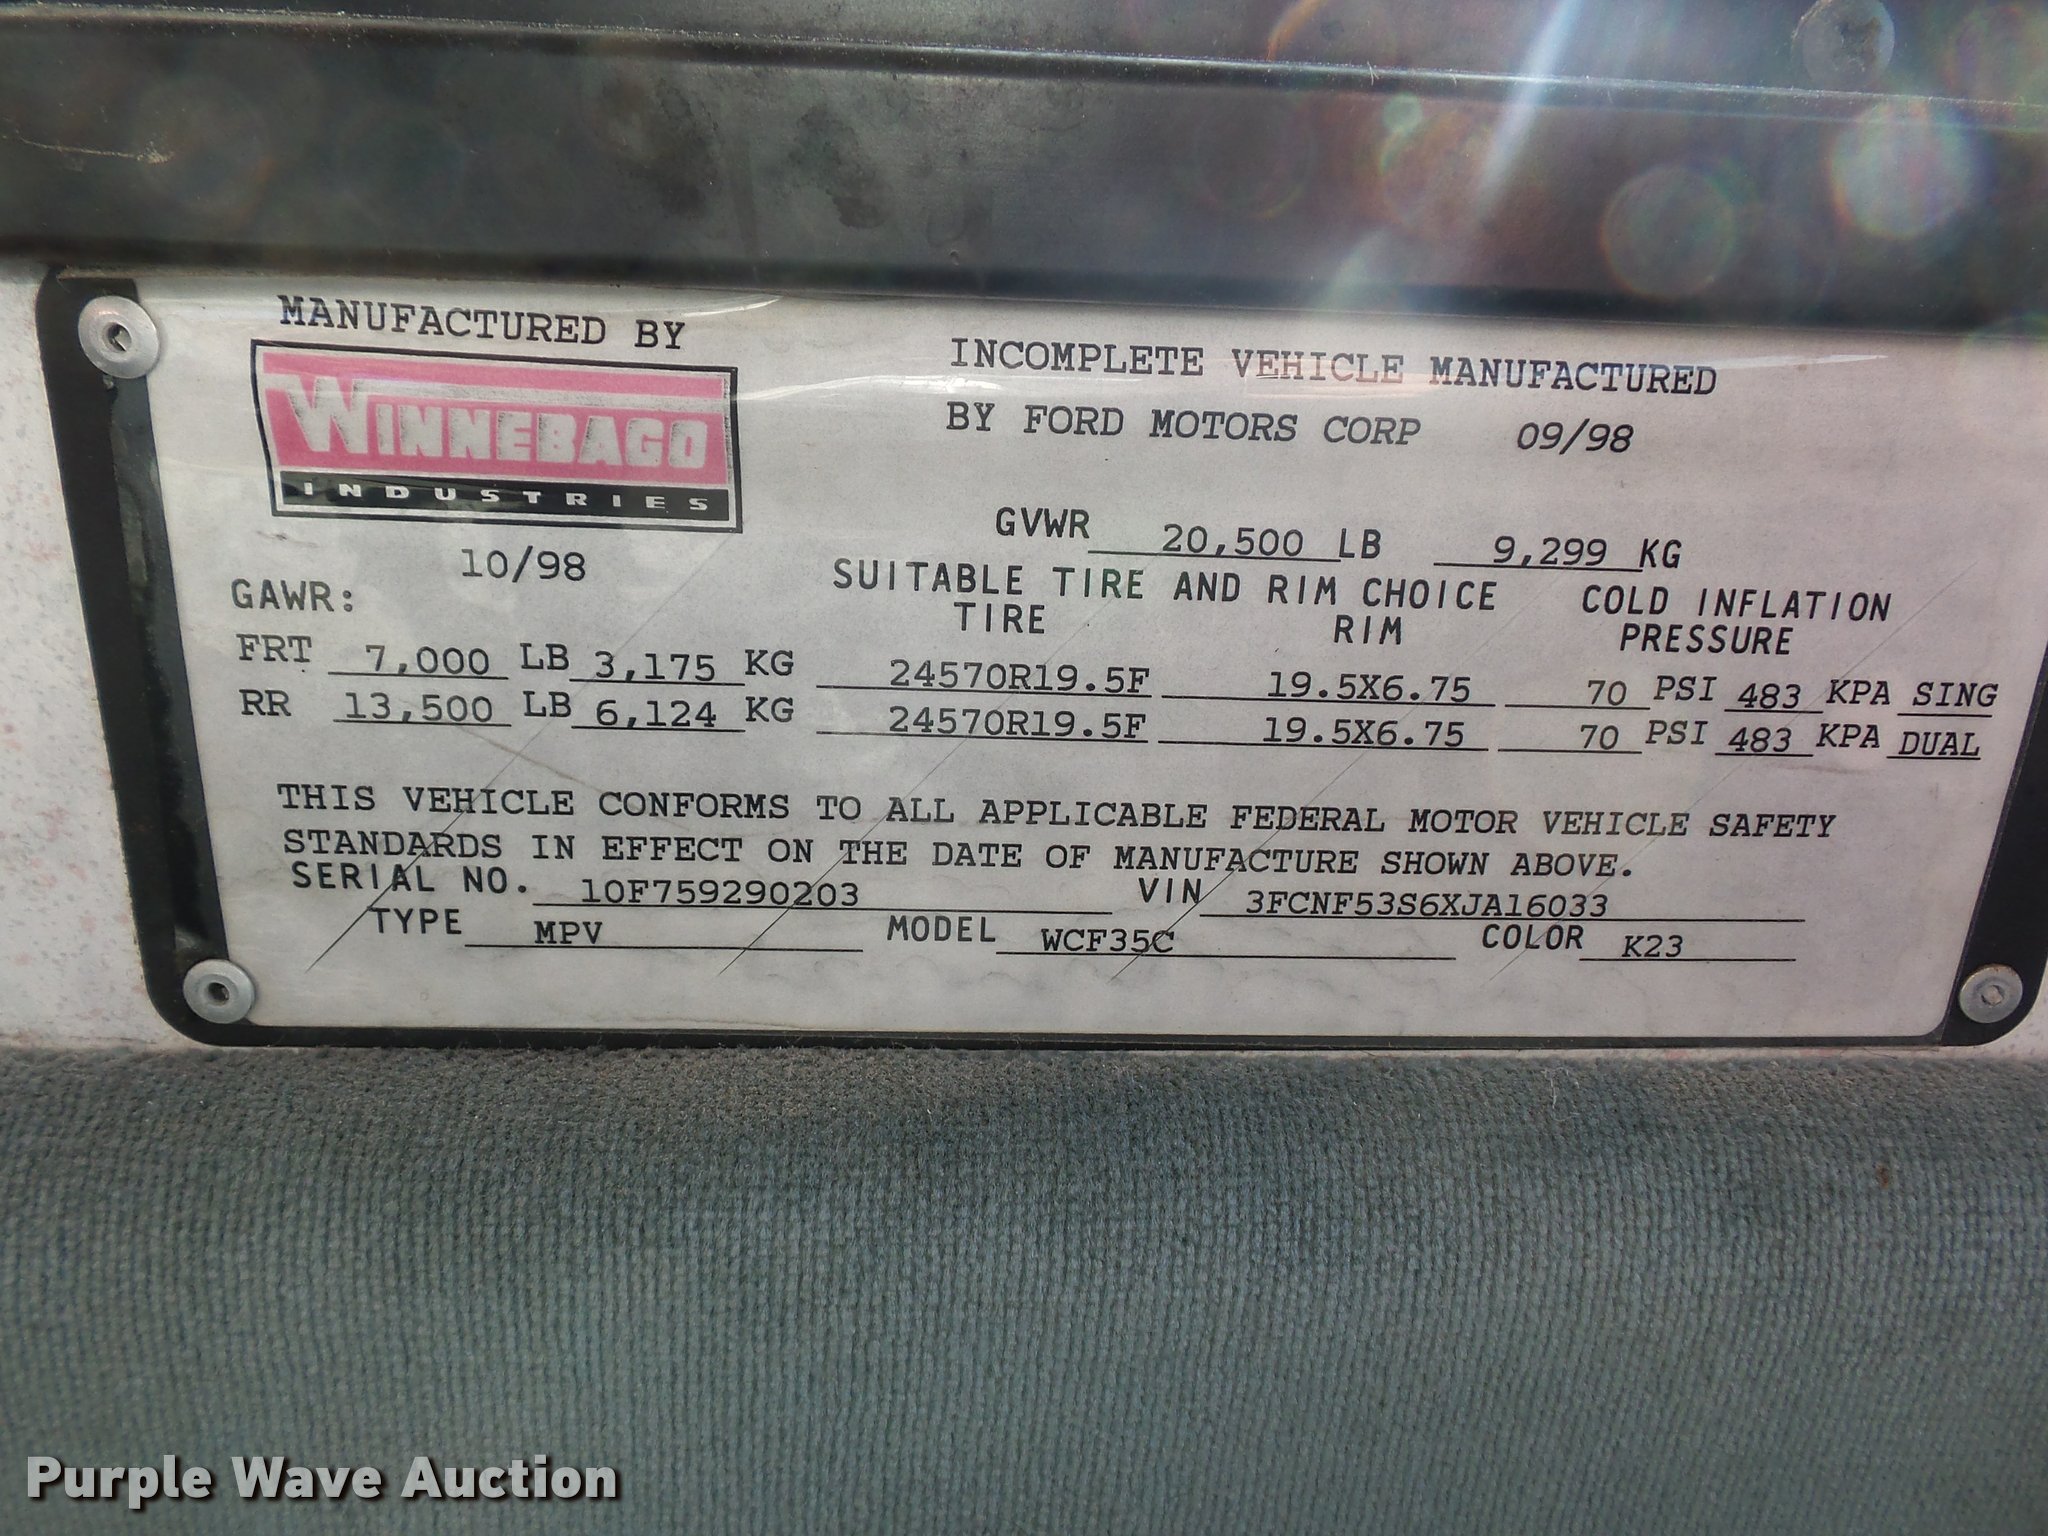 MANUFACTURED BY
WINNEBAGO
INDUSTRIES
10/98
INCOMPLETE VEHICLE MANUFACTURED
BY FORD MOTORS CORP 09/98
GVWR 20,500 LB 9,299 KG
SUITABLE TIRE AND RIM CHOICE COLD INFLATION
TIRE RIM PRESSURE
GAWR:
FRT 7,000 LB 3,175 KG 24570R19.5F 19.5X6.75 70 PSI 483 KPA SING
RR 13,500 LB 6,124 KG 24570R19.5F 19.5X6.75 70 PSI 483 KPA DUAL
THIS VEHICLE CONFORMS TO ALL APPLICABLE FEDERAL MOTOR VEHICLE SAFETY
STANDARDS IN EFFECT ON THE DATE OF MANUFACTURE SHOWN ABOVE.
SERIAL NO. 10F759290203 VIN 3FCNF53S6XJA16033
TYPE MPV MODEL WCF35C COLOR K23
Purple Wave Auction